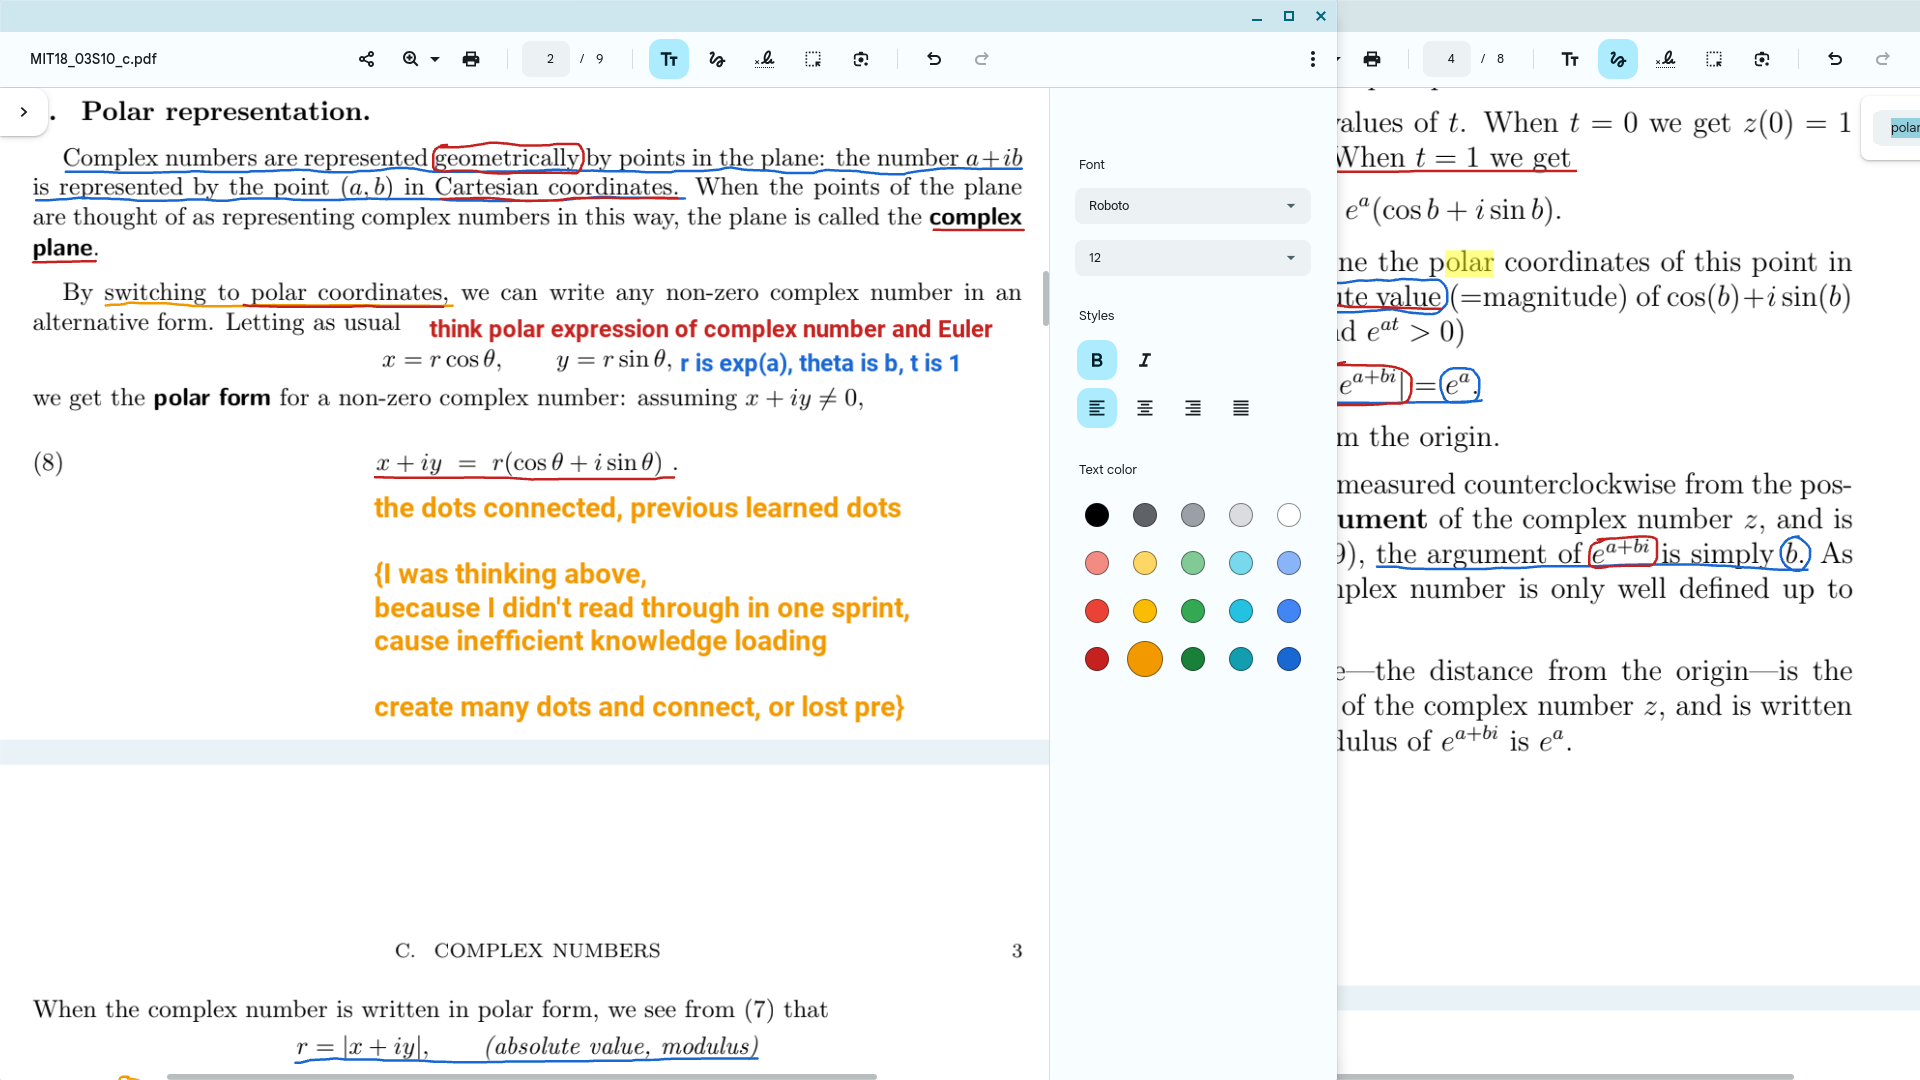 MIT18_03S10_c.pdf
2 / 9
4 / 8
. Polar representation.
Complex numbers are represented geometrically by points in the plane: the number a+ib
is represented by the point (a, b) in Cartesian coordinates. When the points of the plane
are thought of as representing complex numbers in this way, the plane is called the complex
plane.
By switching to polar coordinates, we can write any non-zero complex number in an
alternative form. Letting as usual
think polar expression of complex number and Euler
x = r cos θ, y = r sin θ,
r is exp(a), theta is b, t is 1
we get the polar form for a non-zero complex number: assuming x + iy ≠ 0,
(8) x + iy = r(cos θ + i sin θ) .
the dots connected, previous learned dots
{I was thinking above,
because I didn't read through in one sprint,
cause inefficient knowledge loading
create many dots and connect, or lost pre}
C. COMPLEX NUMBERS 3
When the complex number is written in polar form, we see from (7) that
r = |x + iy|, (absolute value, modulus)
Font
Roboto
12
Styles
B I
Text color
values of t. When t = 0 we get z(0) = 1
When t = 1 we get
e^a(cos b + i sin b).
ne the polar coordinates of this point in
ute value (=magnitude) of cos(b)+i sin(b)
d e^{at} > 0)
e^{a+bi}| = e^a.
m the origin.
measured counterclockwise from the pos-
ument of the complex number z, and is
9), the argument of e^{a+bi} is simply b. As
mplex number is only well defined up to
e—the distance from the origin—is the
of the complex number z, and is written
dulus of e^{a+bi} is e^a.
polar